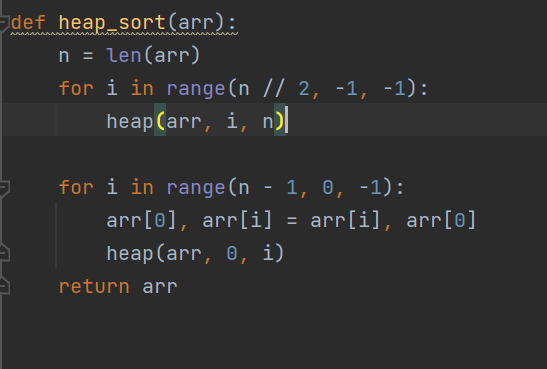 def heap_sort(arr):
    n = len(arr)
    for i in range(n // 2, -1, -1):
        heap(arr, i, n)
    for i in range(n - 1, 0, -1):
        arr[0], arr[i] = arr[i], arr[0]
        heap(arr, 0, i)
    return arr